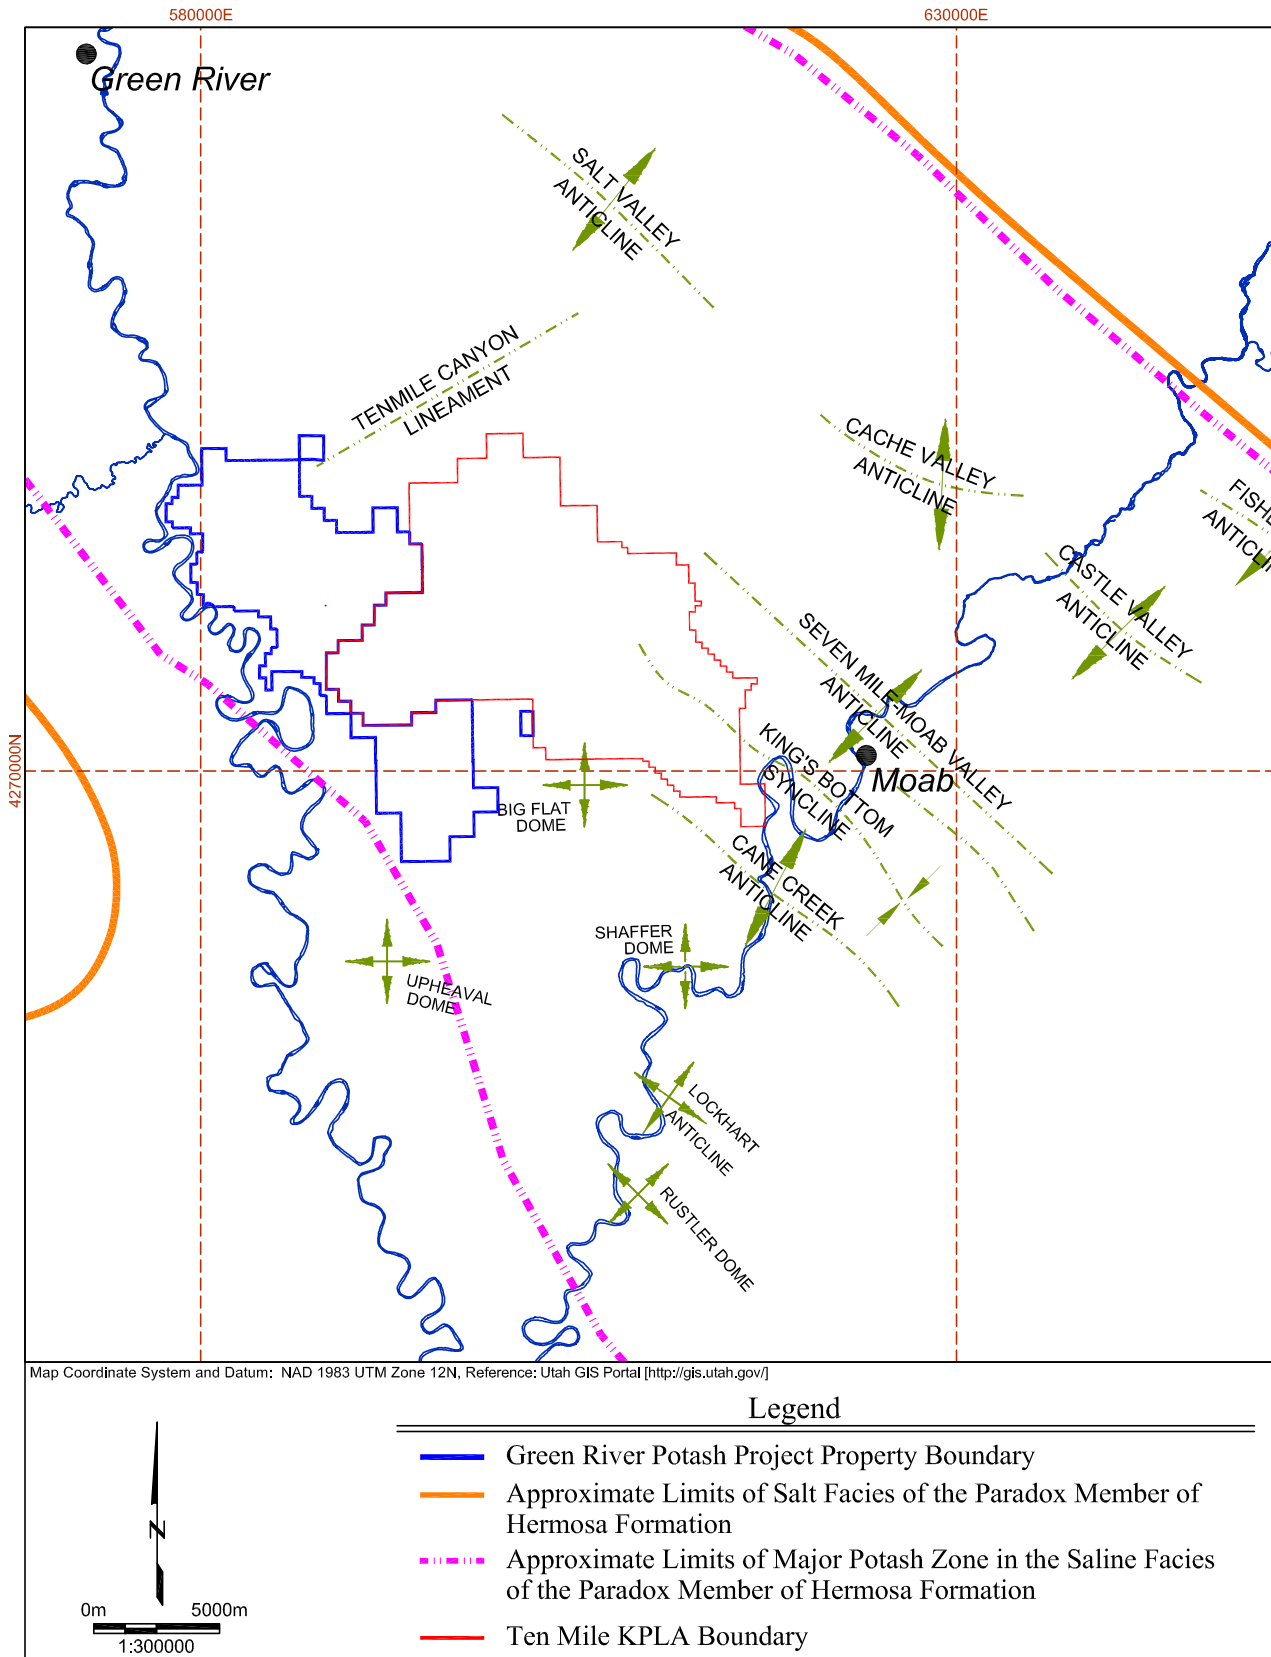 580000E
630000E
Green River
SALT VALLEY
ANTICLINE
TENMILE CANYON
LINEAMENT
CACHE VALLEY
ANTICLINE
FISHE
ANTICLIN
CASTLE VALLEY
ANTICLINE
SEVEN MILE-MOAB VALLEY
ANTICLINE
KING'S BOTTOM
SYNCLINE
Moab
4270000N
BIG FLAT
DOME
CANE CREEK
ANTICLINE
SHAFFER
DOME
UPHEAVAL
DOME
LOCKHART
ANTICLINE
RUSTLER DOME
Map Coordinate System and Datum: NAD 1983 UTM Zone 12N, Reference: Utah GIS Portal [http://gis.utah.gov/]
Legend
Green River Potash Project Property Boundary
Approximate Limits of Salt Facies of the Paradox Member of
Hermosa Formation
Approximate Limits of Major Potash Zone in the Saline Facies
of the Paradox Member of Hermosa Formation
Ten Mile KPLA Boundary
N
0m 5000m
1:300000